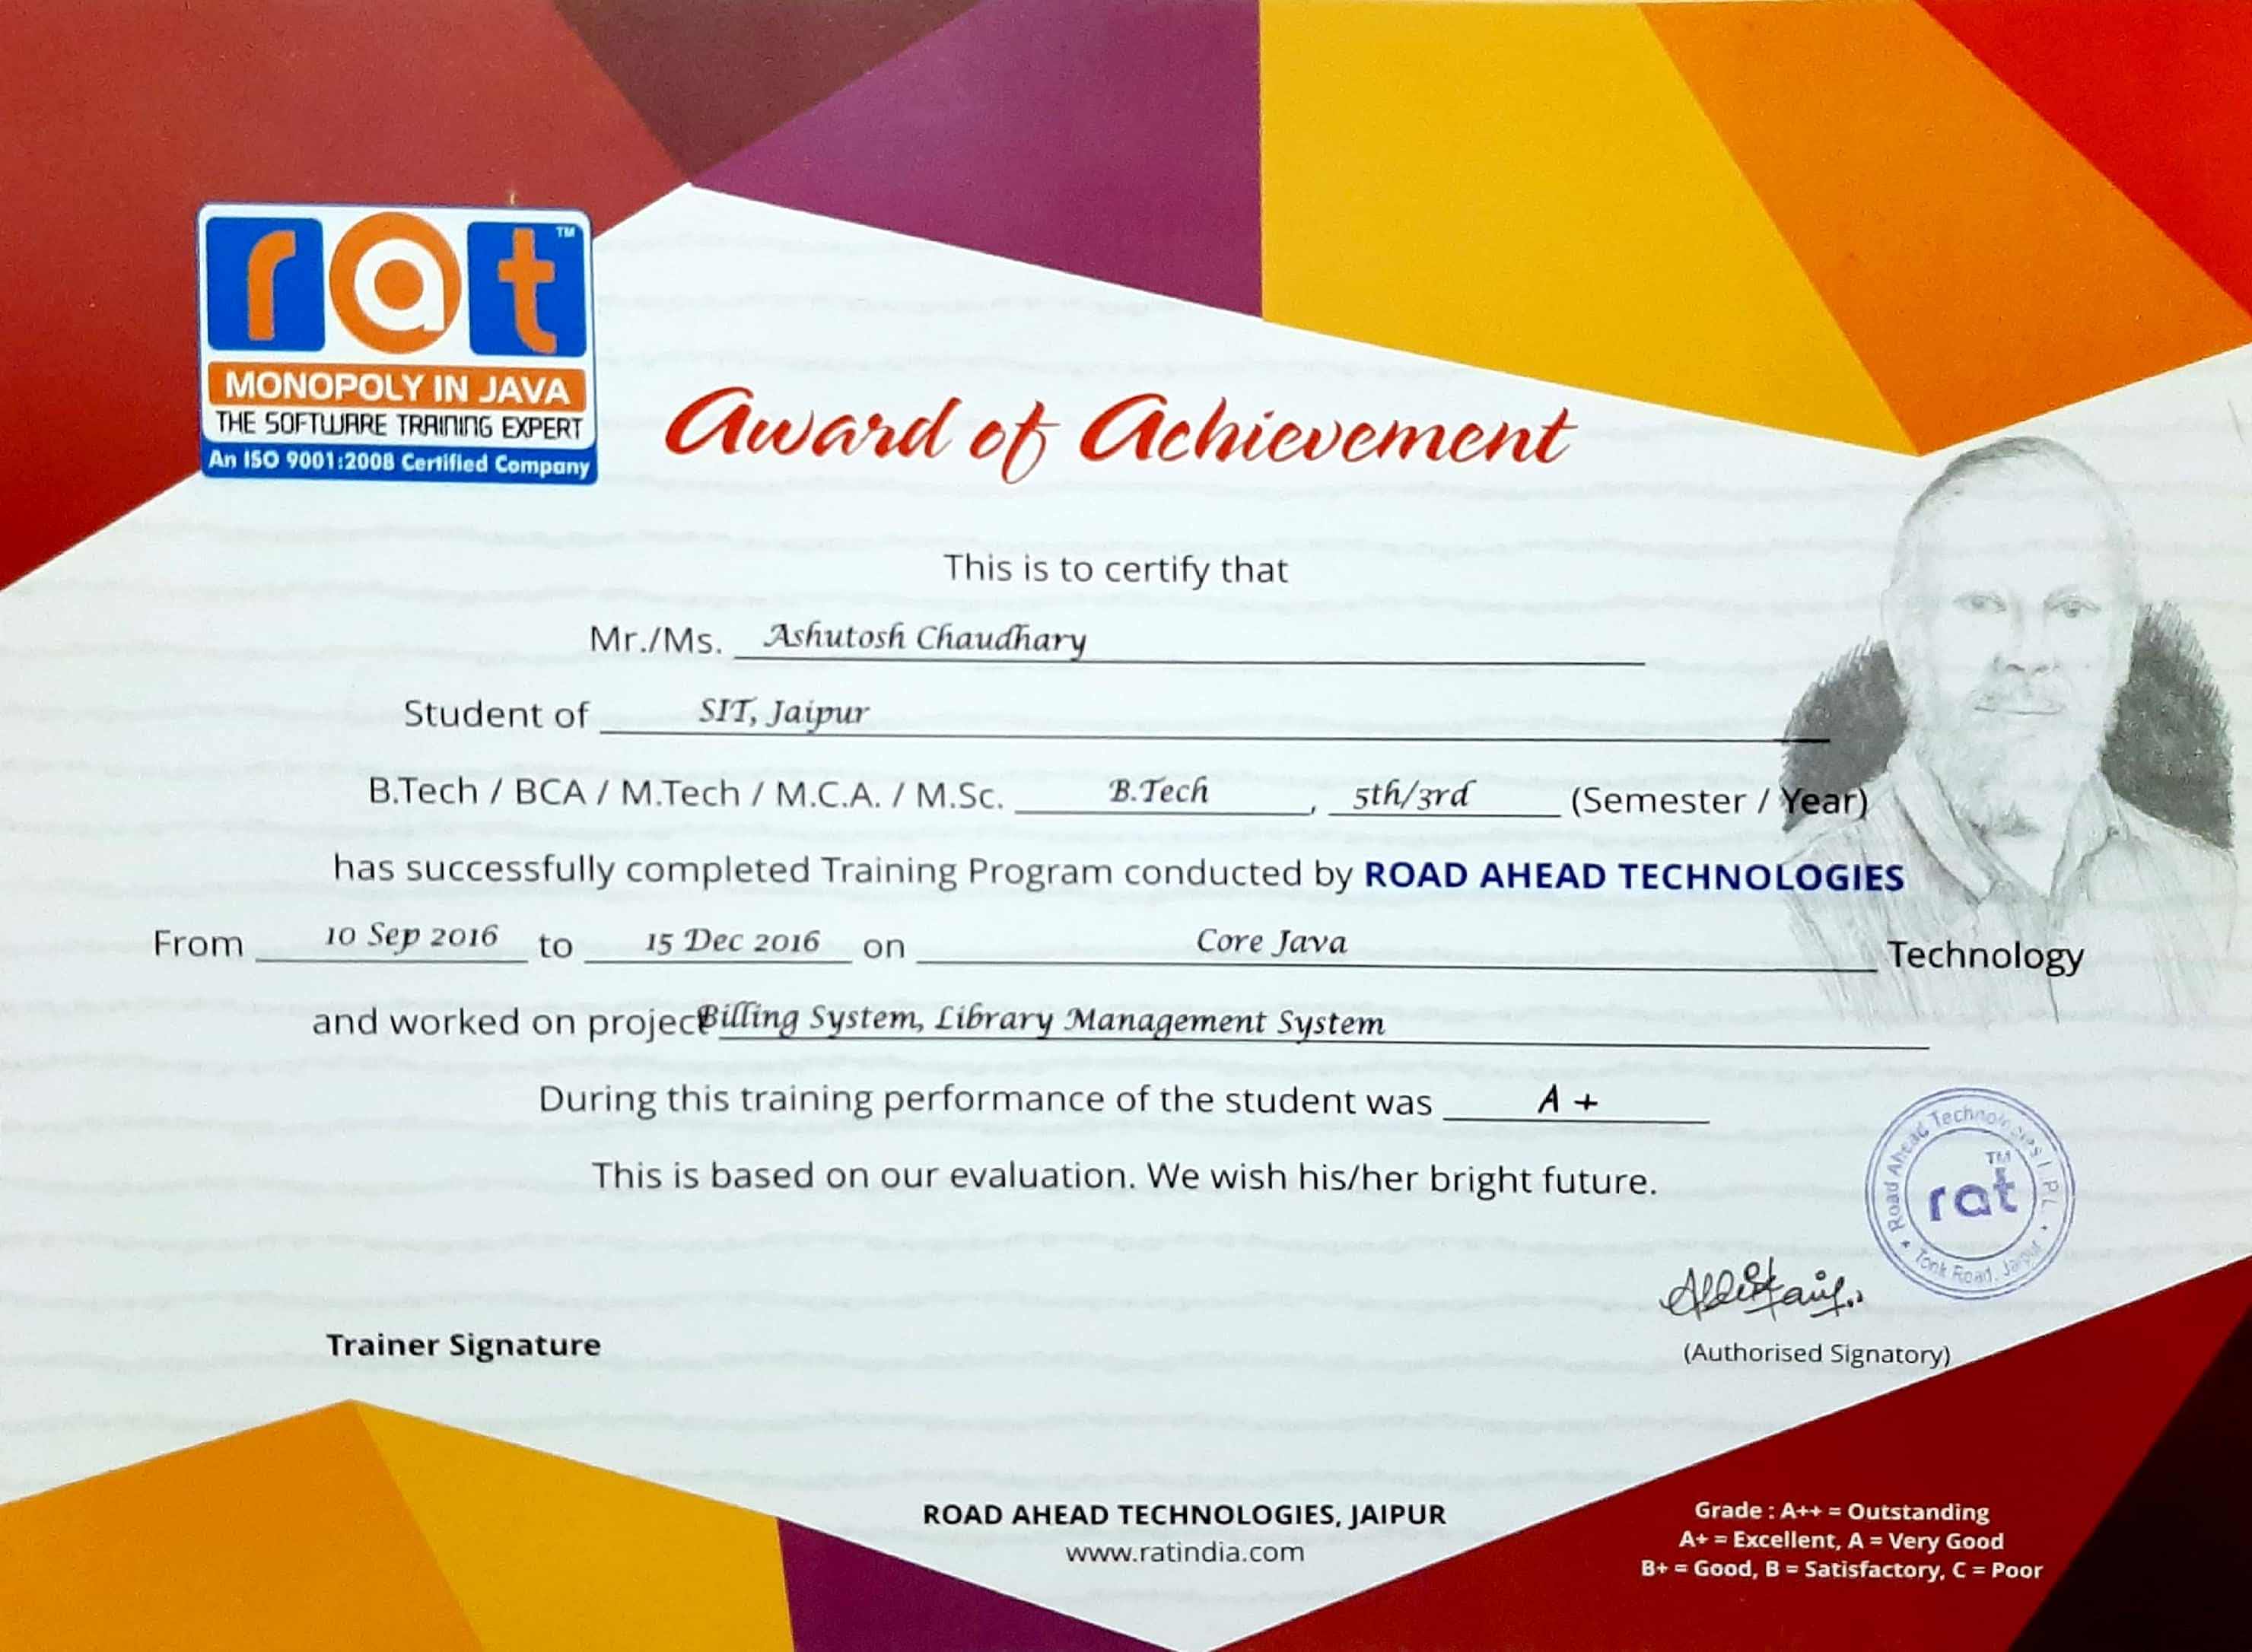 rat TM
MONOPOLY IN JAVA
THE SOFTWARE TRAINING EXPERT
An ISO 9001:2008 Certified Company
Award of Achievement
This is to certify that
Mr./Ms. Ashutosh Chaudhary
Student of SIT, Jaipur
B.Tech / BCA / M.Tech / M.C.A. / M.Sc. B.Tech , 5th/3rd (Semester / Year)
has successfully completed Training Program conducted by ROAD AHEAD TECHNOLOGIES
From 10 Sep 2016 to 15 Dec 2016 on Core Java Technology
and worked on project Billing System, Library Management System
During this training performance of the student was A +
This is based on our evaluation. We wish his/her bright future.
Road Ahead Technologies I.P.L.
TM
rat
Tonk Road, Jaipur
Trainer Signature
(Authorised Signatory)
ROAD AHEAD TECHNOLOGIES, JAIPUR
www.ratindia.com
Grade : A++ = Outstanding
A+ = Excellent, A = Very Good
B+ = Good, B = Satisfactory, C = Poor